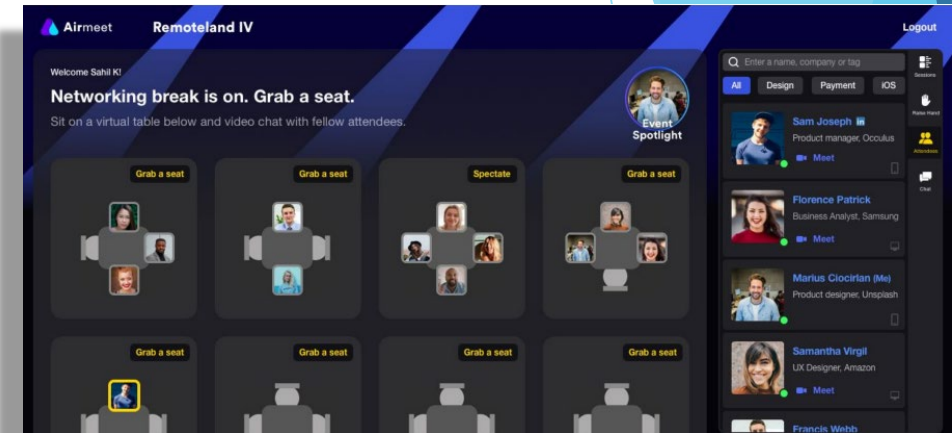 Airmeet
Remoteland IV
Logout
Welcome Sahil K!
Networking break is on. Grab a seat.
Sit on a virtual table below and video chat with fellow attendees.
Event
Spotlight
Grab a seat
Grab a seat
Spectate
Grab a seat
Grab a seat
Grab a seat
Grab a seat
Grab a seat
Enter a name, company or tag
All Design Payment iOS
Sam Joseph in
Product manager, Occulus
Meet
Florence Patrick
Business Analyst, Samsung
Meet
Marius Ciocirlan (Me)
Product designer, Unsplash
Samantha Virgil
UX Designer, Amazon
Meet
Francis Webb
Sessions
Raise Hand
Attendees
Chat